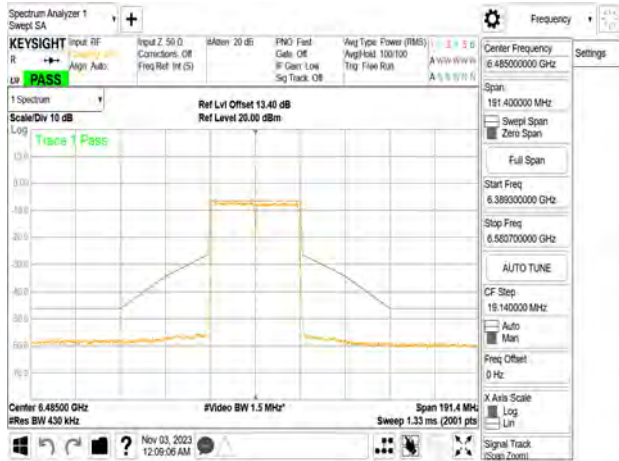 Spectrum Analyzer 1
Swept SA
+
Frequency
KEYSIGHT
Input: RF
Align: Auto
Input Z: 50 Ω
Corrections: Off
Freq Ref: Int (S)
#Atten: 20 dB
PNO: Fast
Gate: Off
IF Gain: Low
Sig Track: Off
Avg Type: Power (RMS)
Avg|Hold: 100/100
Trig: Free Run
R
PASS
1 Spectrum
Scale/Div 10 dB
Ref Lvl Offset 13.40 dB
Ref Level 20.00 dBm
Log
Trace 1 Pass
Center 6.48500 GHz
#Res BW 430 kHz
#Video BW 1.5 MHz*
Span 191.4 MHz
Sweep 1.33 ms (2001 pts
Nov 03, 2023
12:09:06 AM
?
Center Frequency
6.485000000 GHz
Settings
Span
191.400000 MHz
Swept Span
Zero Span
Full Span
Start Freq
6.389300000 GHz
Stop Freq
6.580700000 GHz
AUTO TUNE
CF Step
19.140000 MHz
Auto
Man
Freq Offset
0 Hz
X Axis Scale
Log
Lin
Signal Track
(Span Zoom)